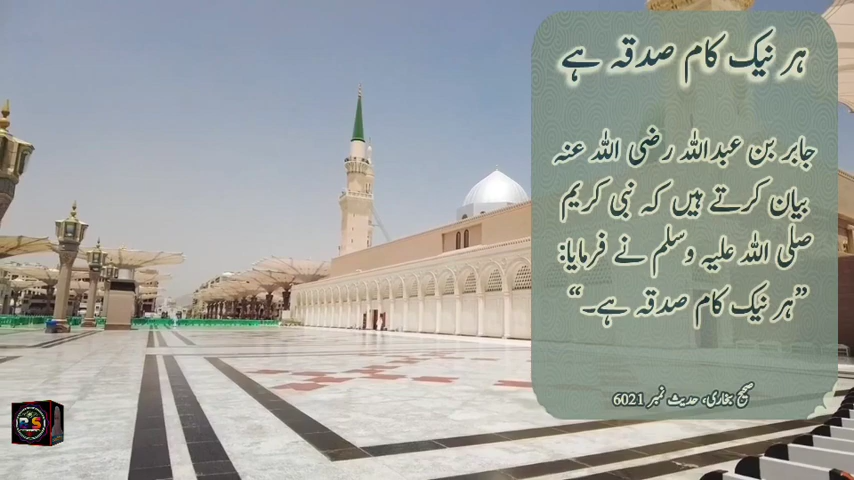 ہر نیک کام صدقہ ہے
جابر بن عبداللہ رضی اللہ عنہ
بیان کرتے ہیں کہ نبی کریم
صلی اللہ علیہ وسلم نے فرمایا:
”ہر نیک کام صدقہ ہے۔“
صحیح بخاری، حدیث نمبر 6021